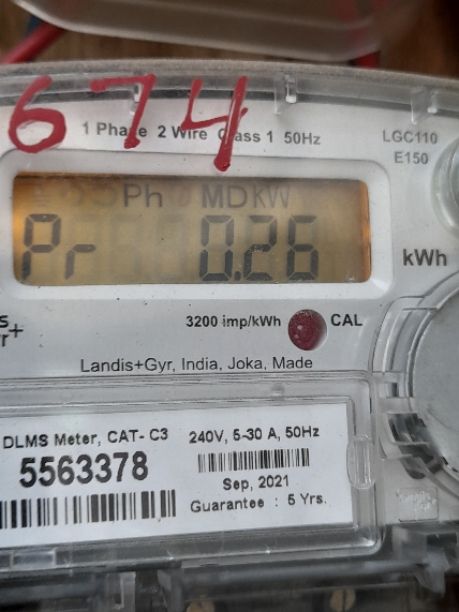 674
1 Phase 2 Wire Class 1 50Hz
LGC110
E150
Ph MD kW
Pr 0.26
kWh
3200 imp/kWh
CAL
Landis+Gyr, India, Joka, Made
DLMS Meter, CAT- C3
5563378
240V, 5-30 A, 50Hz
Sep, 2021
Guarantee : 5 Yrs.